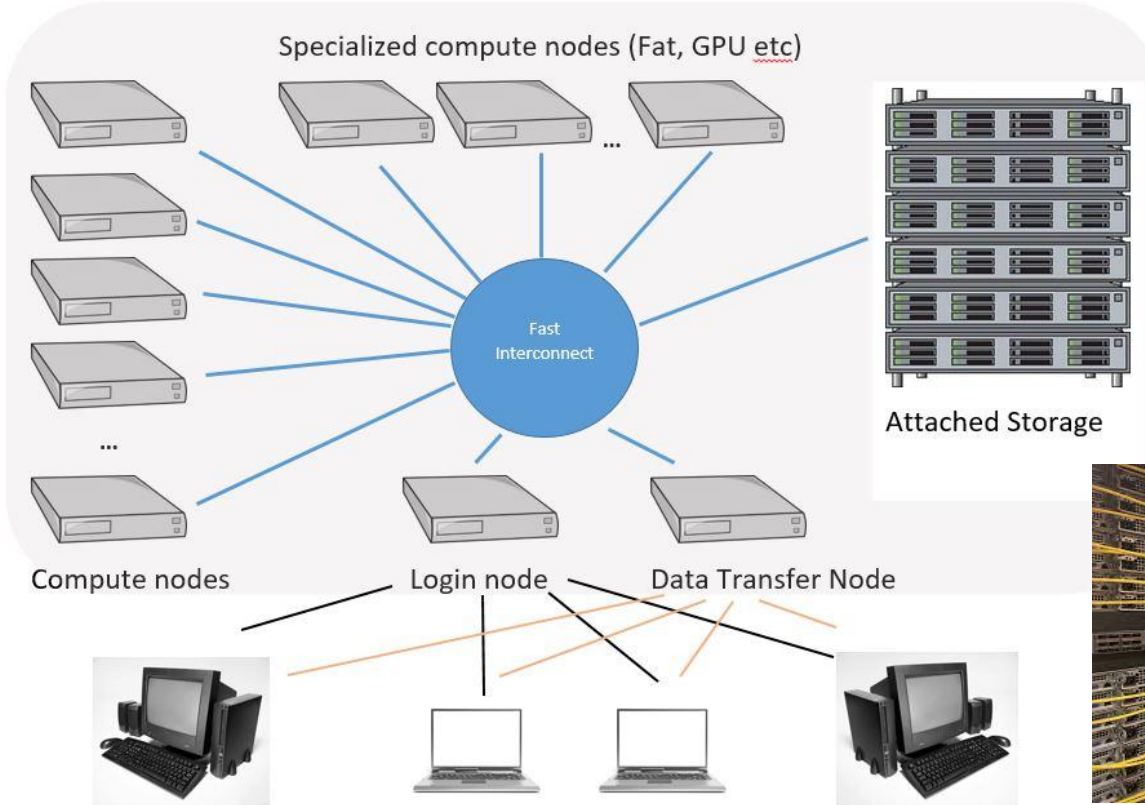 Specialized compute nodes (Fat, GPU etc)
...
Fast
Interconnect
Attached Storage
...
Compute nodes
Login node
Data Transfer Node